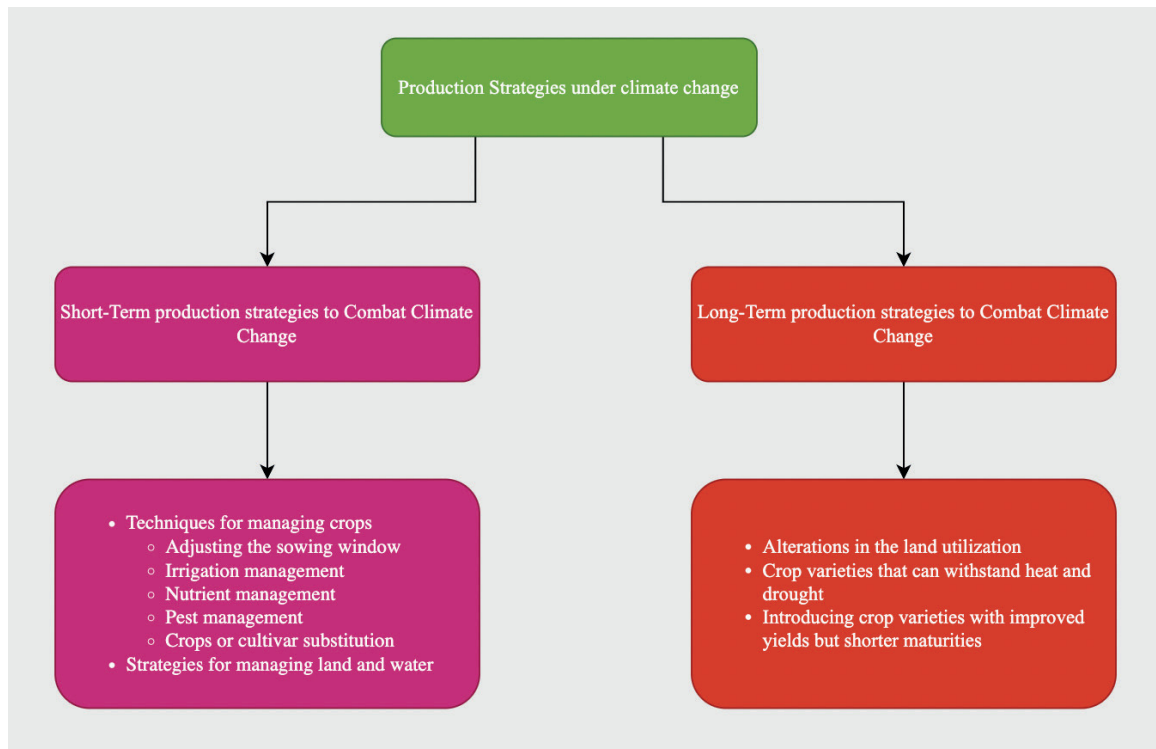 Production Strategies under climate change
Short-Term production strategies to Combat Climate
Change
Long-Term production strategies to Combat Climate
Change
• Techniques for managing crops
◦ Adjusting the sowing window
◦ Irrigation management
◦ Nutrient management
◦ Pest management
◦ Crops or cultivar substitution
• Strategies for managing land and water
• Alterations in the land utilization
• Crop varieties that can withstand heat and
drought
• Introducing crop varieties with improved
yields but shorter maturities